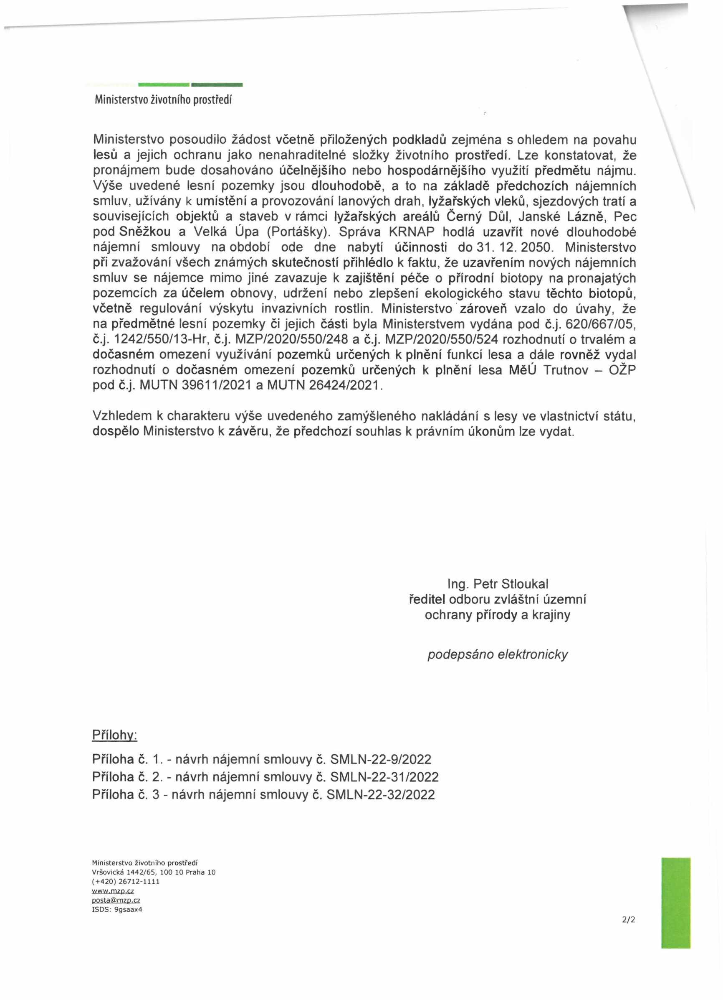 Ministerstvo životního prostředí
Ministerstvo posoudilo žádost včetně přiložených podkladů zejména s ohledem na povahu
lesů a jejich ochranu jako nenahraditelné složky životního prostředí. Lze konstatovat, že
pronájmem bude dosahováno účelnějšího nebo hospodárnějšího využití předmětu nájmu.
Výše uvedené lesní pozemky jsou dlouhodobě, a to na základě předchozích nájemních
smluv, užívány k umístění a provozování lanových drah, lyžařských vleků, sjezdových tratí a
souvisejících objektů a staveb v rámci lyžařských areálů Černý Důl, Janské Lázně, Pec
pod Sněžkou a Velká Úpa (Portášky). Správa KRNAP hodlá uzavřít nové dlouhodobé
nájemní smlouvy na období ode dne nabytí účinnosti do 31. 12. 2050. Ministerstvo
při zvažování všech známých skutečností přihlédlo k faktu, že uzavřením nových nájemních
smluv se nájemce mimo jiné zavazuje k zajištění péče o přírodní biotopy na pronajatých
pozemcích za účelem obnovy, udržení nebo zlepšení ekologického stavu těchto biotopů,
včetně regulování výskytu invazivních rostlin. Ministerstvo zároveň vzalo do úvahy, že
na předmětné lesní pozemky či jejich části byla Ministerstvem vydána pod č.j. 620/667/05,
č.j. 1242/550/13-Hr, č.j. MZP/2020/550/248 a č.j. MZP/2020/550/524 rozhodnutí o trvalém a
dočasném omezení využívání pozemků určených k plnění funkcí lesa a dále rovněž vydal
rozhodnutí o dočasném omezení pozemků určených k plnění lesa MěÚ Trutnov – OŽP
pod č.j. MUTN 39611/2021 a MUTN 26424/2021.
Vzhledem k charakteru výše uvedeného zamýšleného nakládání s lesy ve vlastnictví státu,
dospělo Ministerstvo k závěru, že předchozí souhlas k právním úkonům lze vydat.
Ing. Petr Stloukal
ředitel odboru zvláštní územní
ochrany přírody a krajiny
podepsáno elektronicky
Přílohy:
Příloha č. 1. - návrh nájemní smlouvy č. SMLN-22-9/2022
Příloha č. 2. - návrh nájemní smlouvy č. SMLN-22-31/2022
Příloha č. 3 - návrh nájemní smlouvy č. SMLN-22-32/2022
Ministerstvo životního prostředí
Vršovická 1442/65, 100 10 Praha 10
(+420) 26712-1111
www.mzp.cz
posta@mzp.cz
ISDS: 9gsaax4
2/2